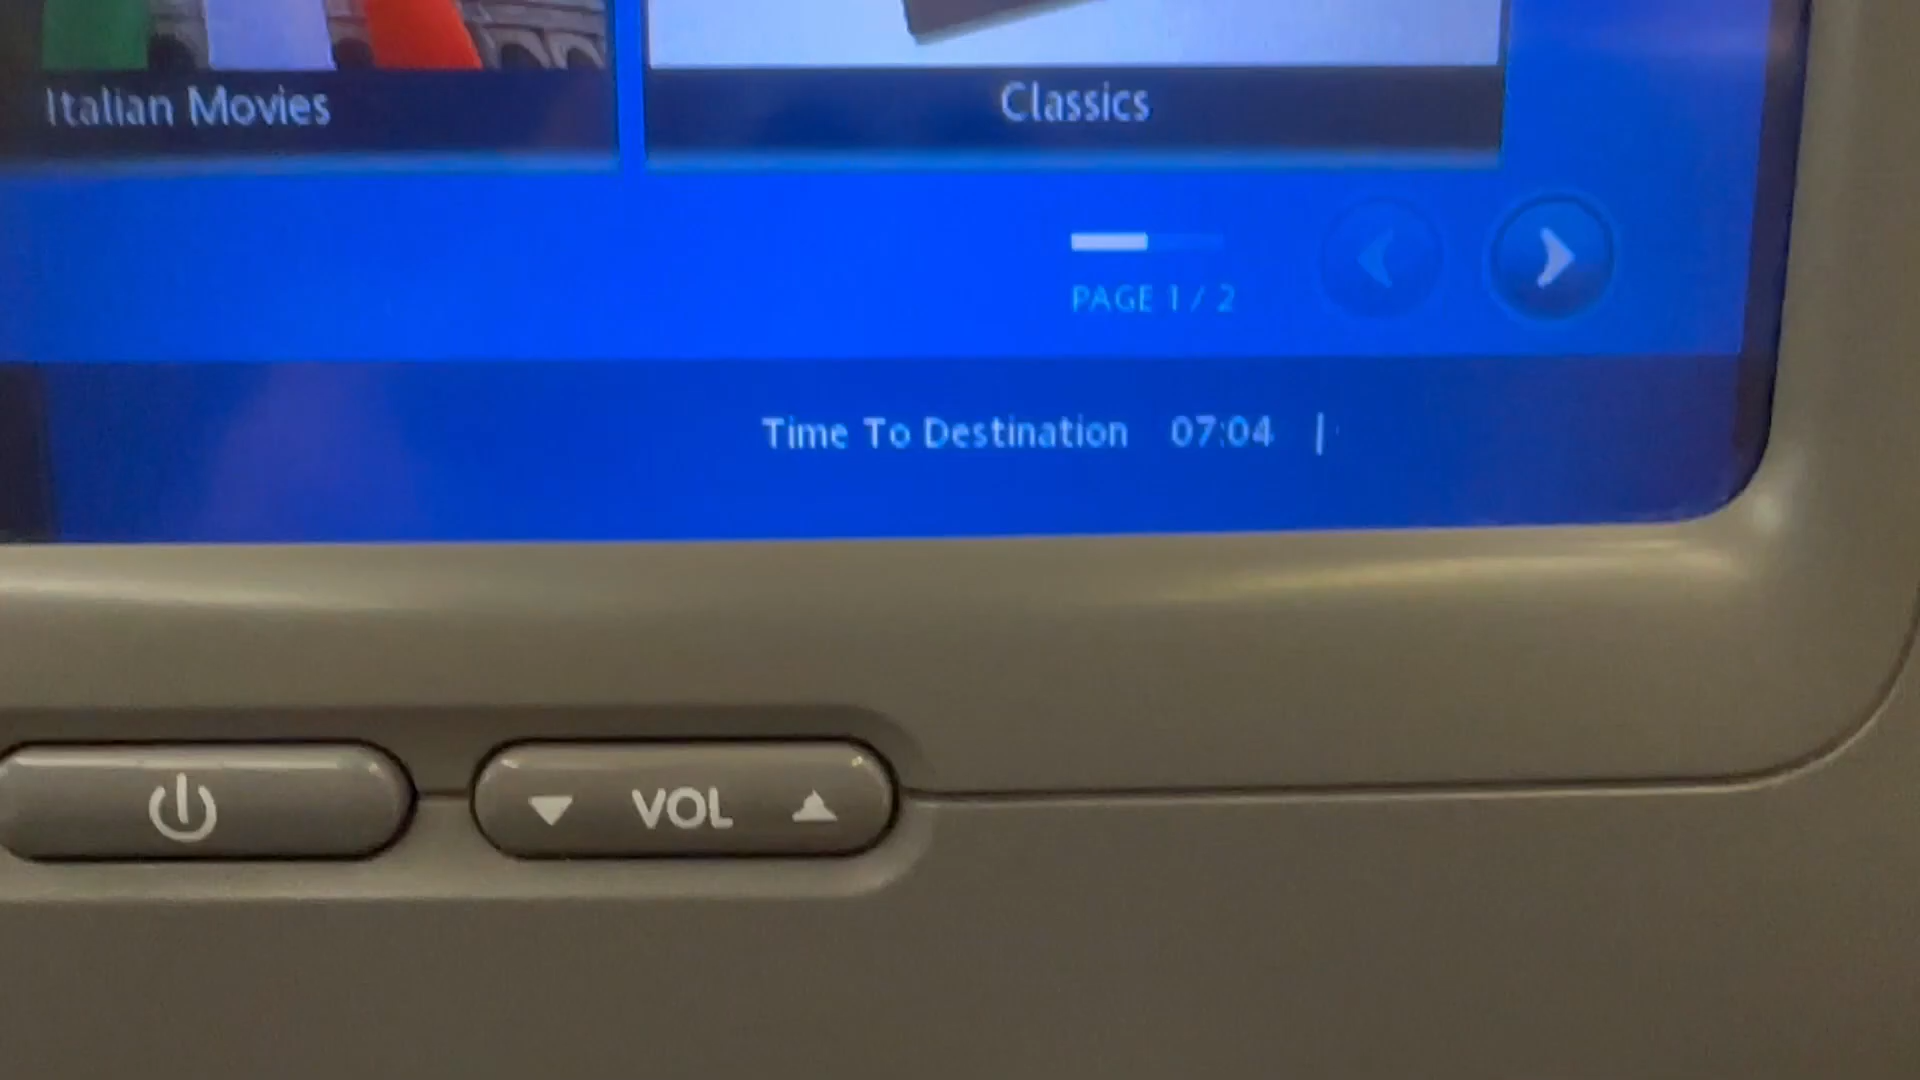 Italian Movies
Classics
PAGE 1 / 2
Time To Destination 07:04 |
VOL